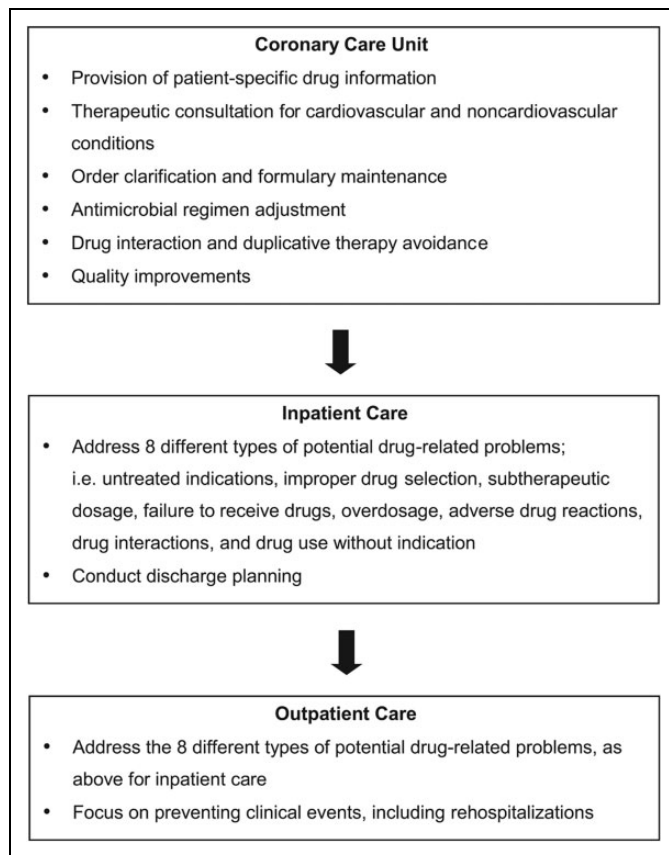 Coronary Care Unit
• Provision of patient-specific drug information
• Therapeutic consultation for cardiovascular and noncardiovascular
conditions
• Order clarification and formulary maintenance
• Antimicrobial regimen adjustment
• Drug interaction and duplicative therapy avoidance
• Quality improvements
Inpatient Care
• Address 8 different types of potential drug-related problems;
i.e. untreated indications, improper drug selection, subtherapeutic
dosage, failure to receive drugs, overdosage, adverse drug reactions,
drug interactions, and drug use without indication
• Conduct discharge planning
Outpatient Care
• Address the 8 different types of potential drug-related problems, as
above for inpatient care
• Focus on preventing clinical events, including rehospitalizations